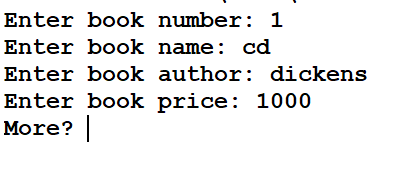 Enter book number: 1
Enter book name: cd
Enter book author: dickens
Enter book price: 1000
More?